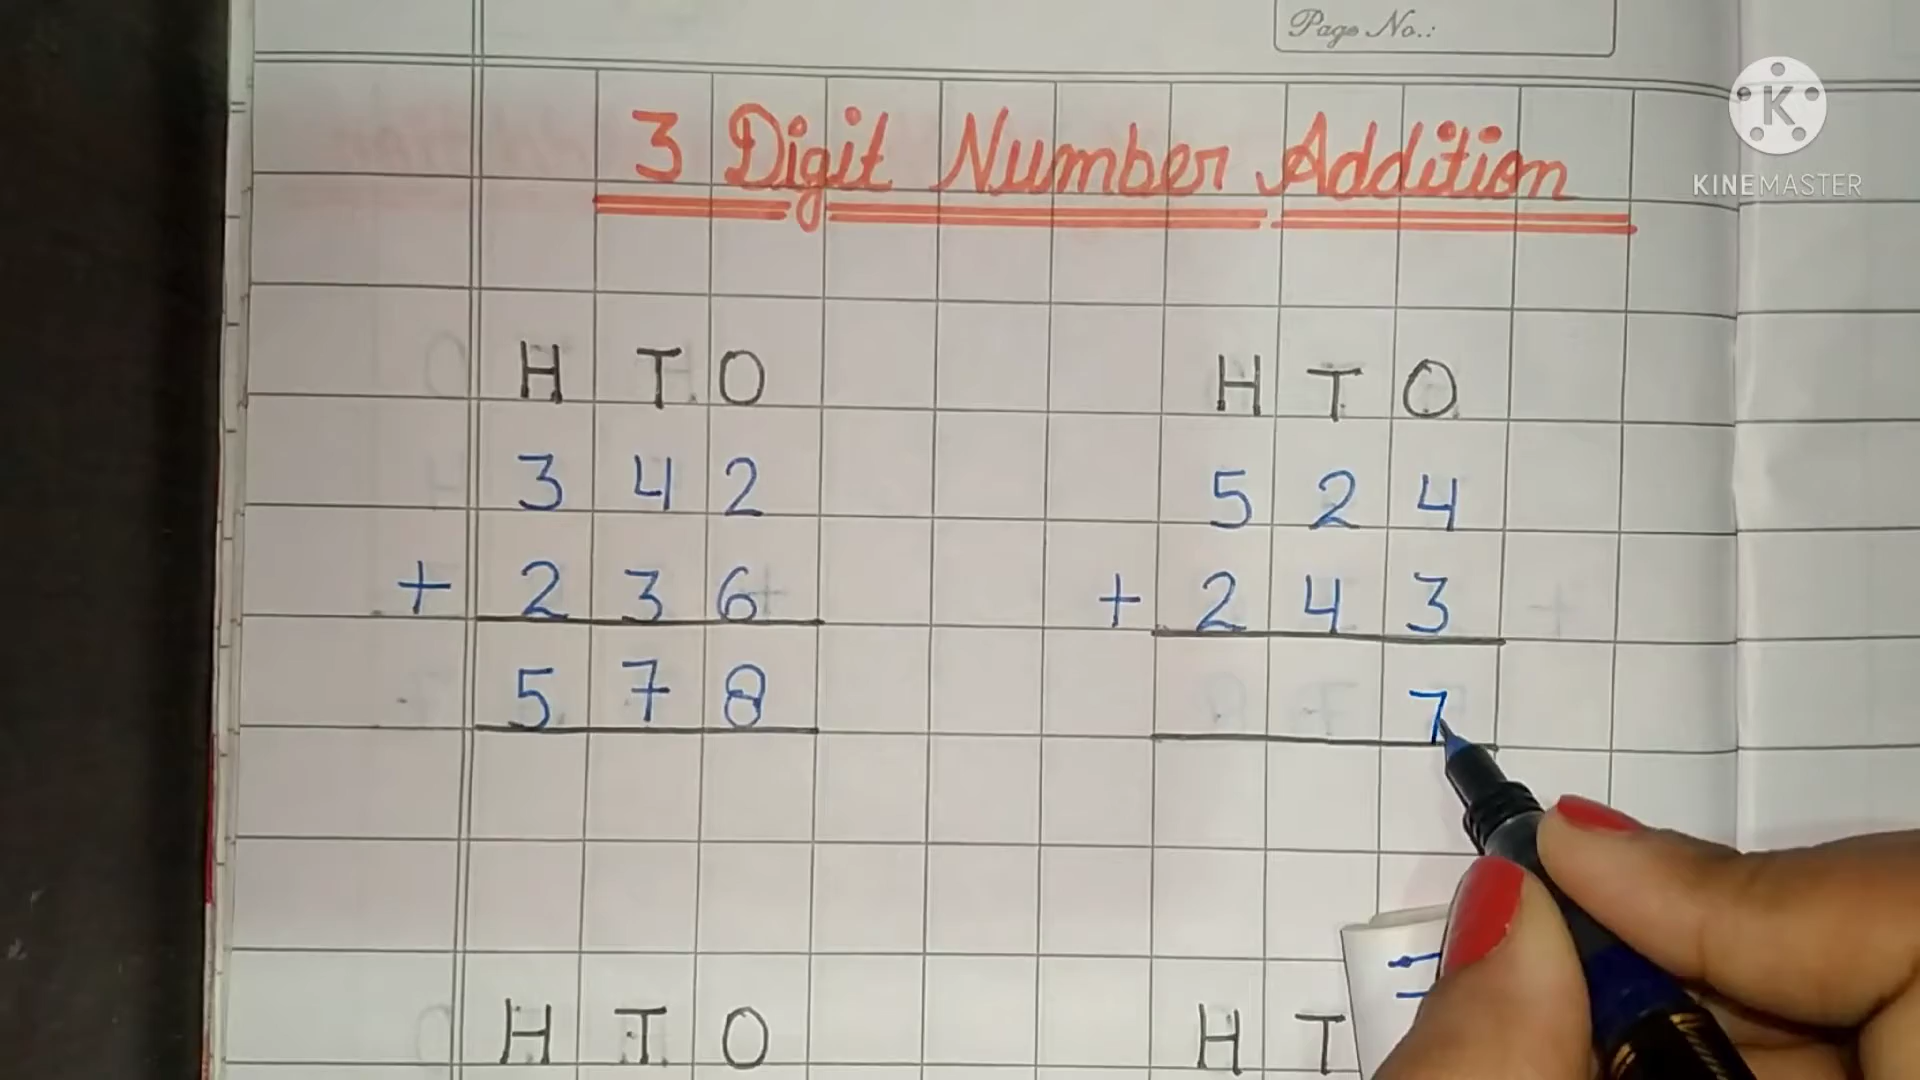 Page No.:
KINEMASTER
3 Digit Number Addition
H T O
3 4 2
+ 2 3 6
5 7 8
H T O
5 2 4
+ 2 4 3
7
H T O
H T